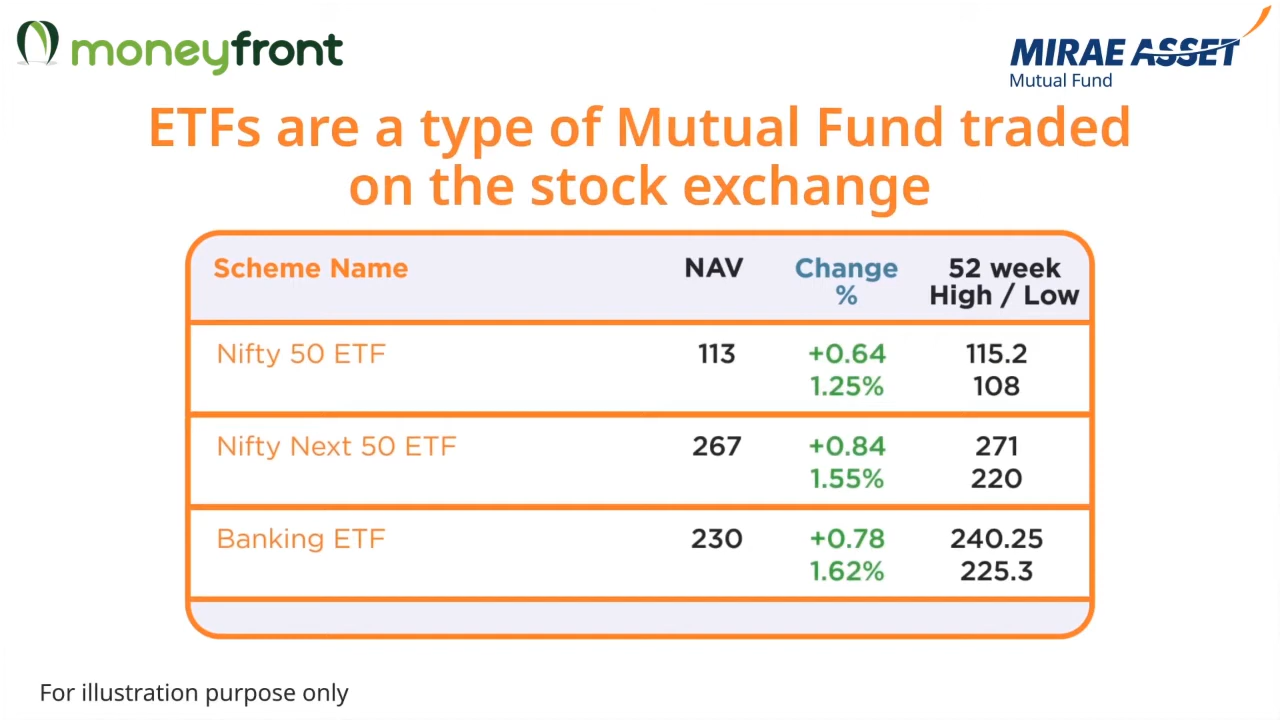 moneyfront
MIRAE ASSET
Mutual Fund
ETFs are a type of Mutual Fund traded
on the stock exchange
Scheme Name NAV Change % 52 week High / Low
Nifty 50 ETF 113 +0.64 115.2
1.25% 108
Nifty Next 50 ETF 267 +0.84 271
1.55% 220
Banking ETF 230 +0.78 240.25
1.62% 225.3
For illustration purpose only